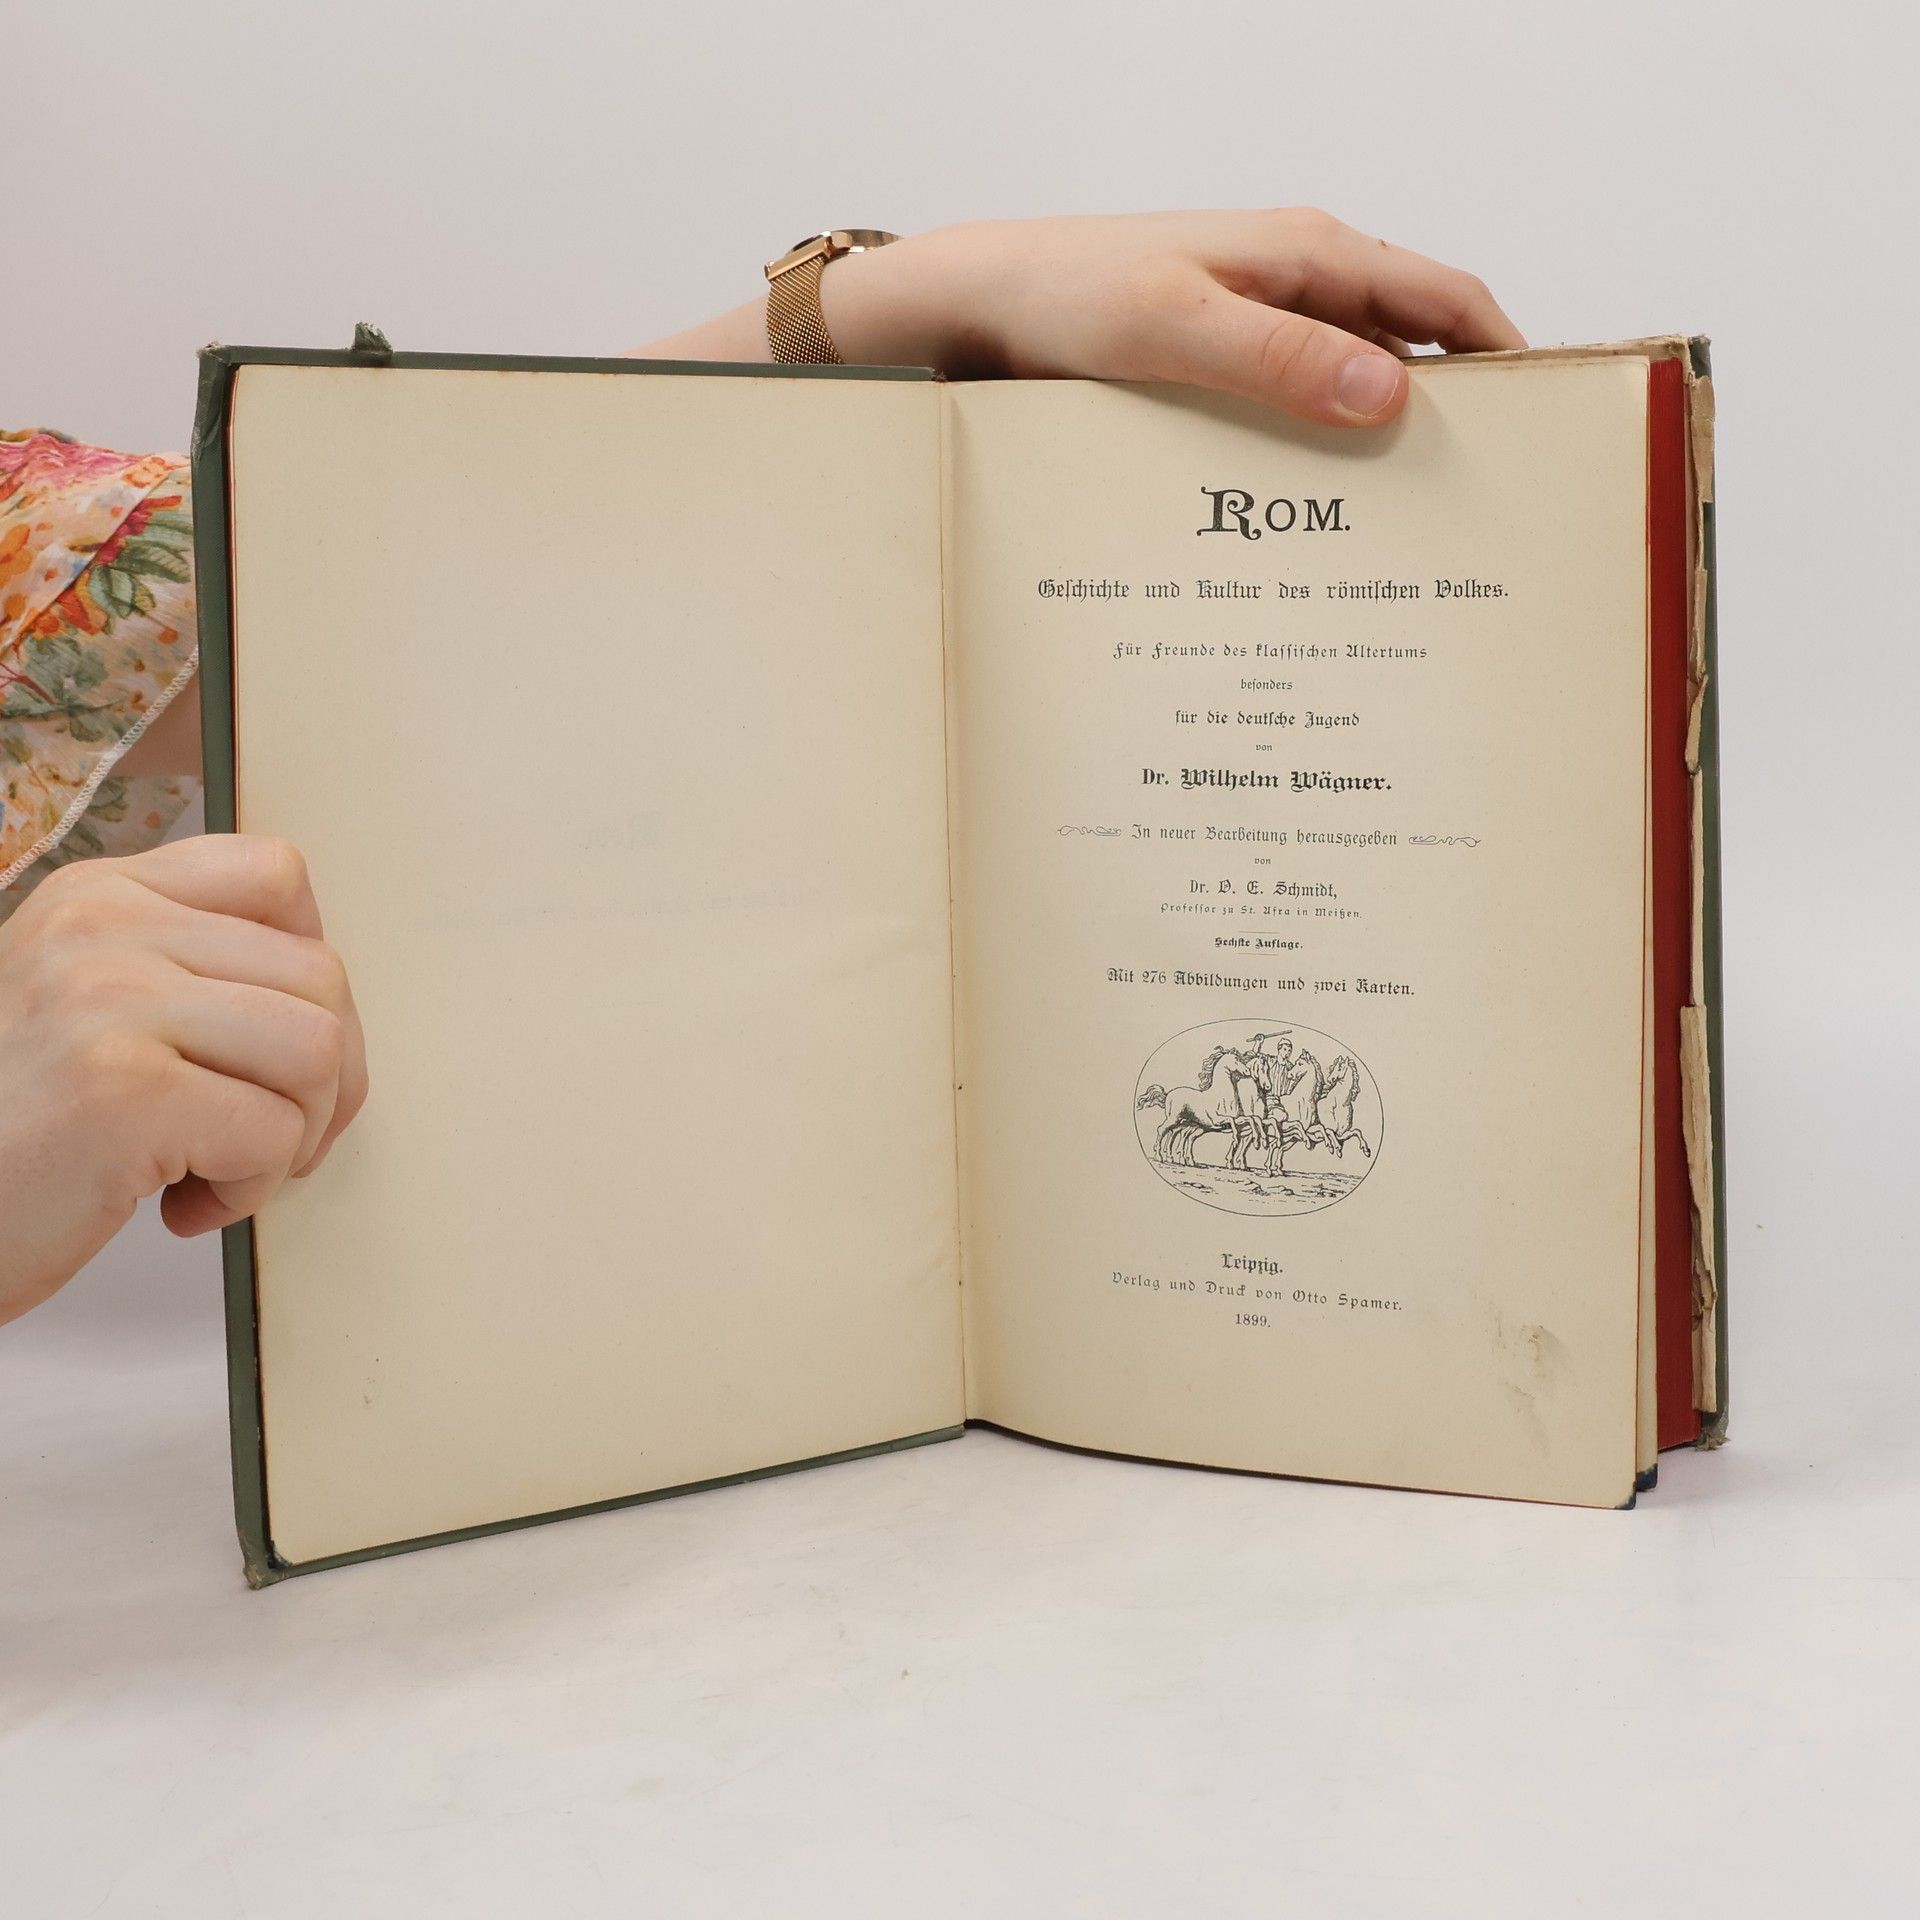 ROM.
Geſchichte und Kultur des römiſchen Volkes.
Für Freunde des klaſſiſchen Altertums
beſonders
für die deutſche Jugend
von
Dr. Wilhelm Wägner.
In neuer Bearbeitung herausgegeben
von
Dr. O. E. Schmidt,
Profeſſor zu St. Afra in Meißen.
Sechſte Auflage.
Mit 276 Abbildungen und zwei Karten.
Leipzig.
Verlag und Druck von Otto Spamer.
1899.